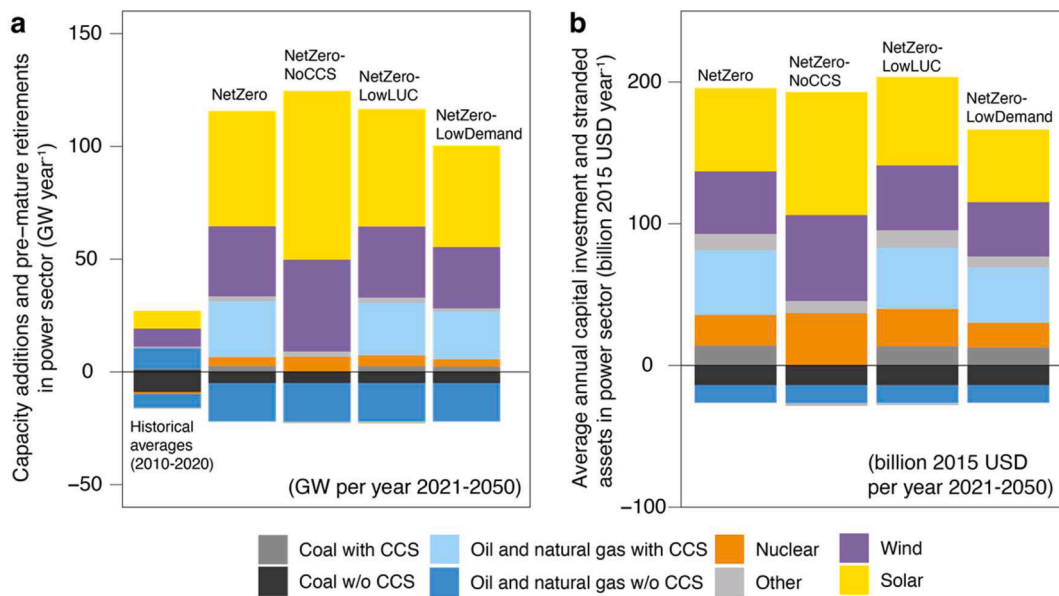 a
Capacity additions and pre−mature retirements
in power sector (GW year⁻¹)
150
100
50
0
−50
NetZero
NetZero-
NoCCS
NetZero-
LowLUC
NetZero-
LowDemand
Historical
averages
(2010-2020)
(GW per year 2021-2050)
b
Average annual capital investment and stranded
assets in power sector (billion 2015 USD year⁻¹)
200
100
0
−100
NetZero
NetZero-
NoCCS
NetZero-
LowLUC
NetZero-
LowDemand
(billion 2015 USD
per year 2021-2050)
Coal with CCS
Oil and natural gas with CCS
Nuclear
Wind
Coal w/o CCS
Oil and natural gas w/o CCS
Other
Solar